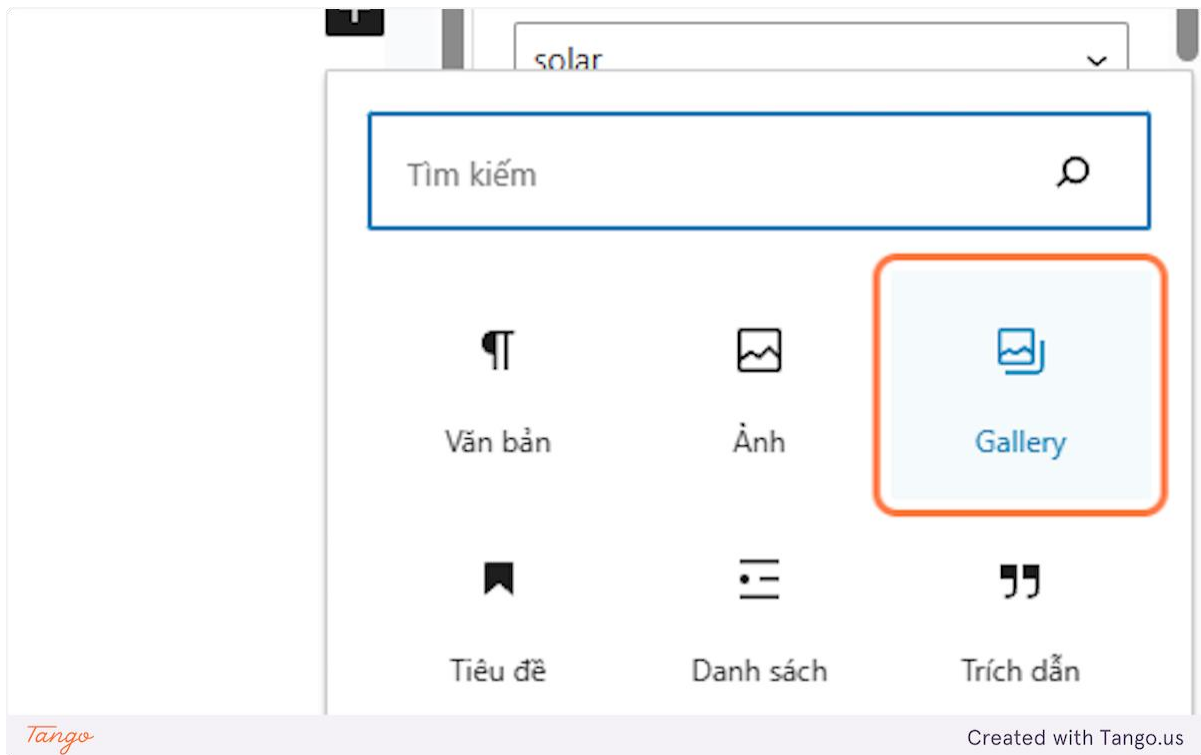 solar
Tìm kiếm
Văn bản
Ảnh
Gallery
Tiêu đề
Danh sách
Trích dẫn
Tango
Created with Tango.us